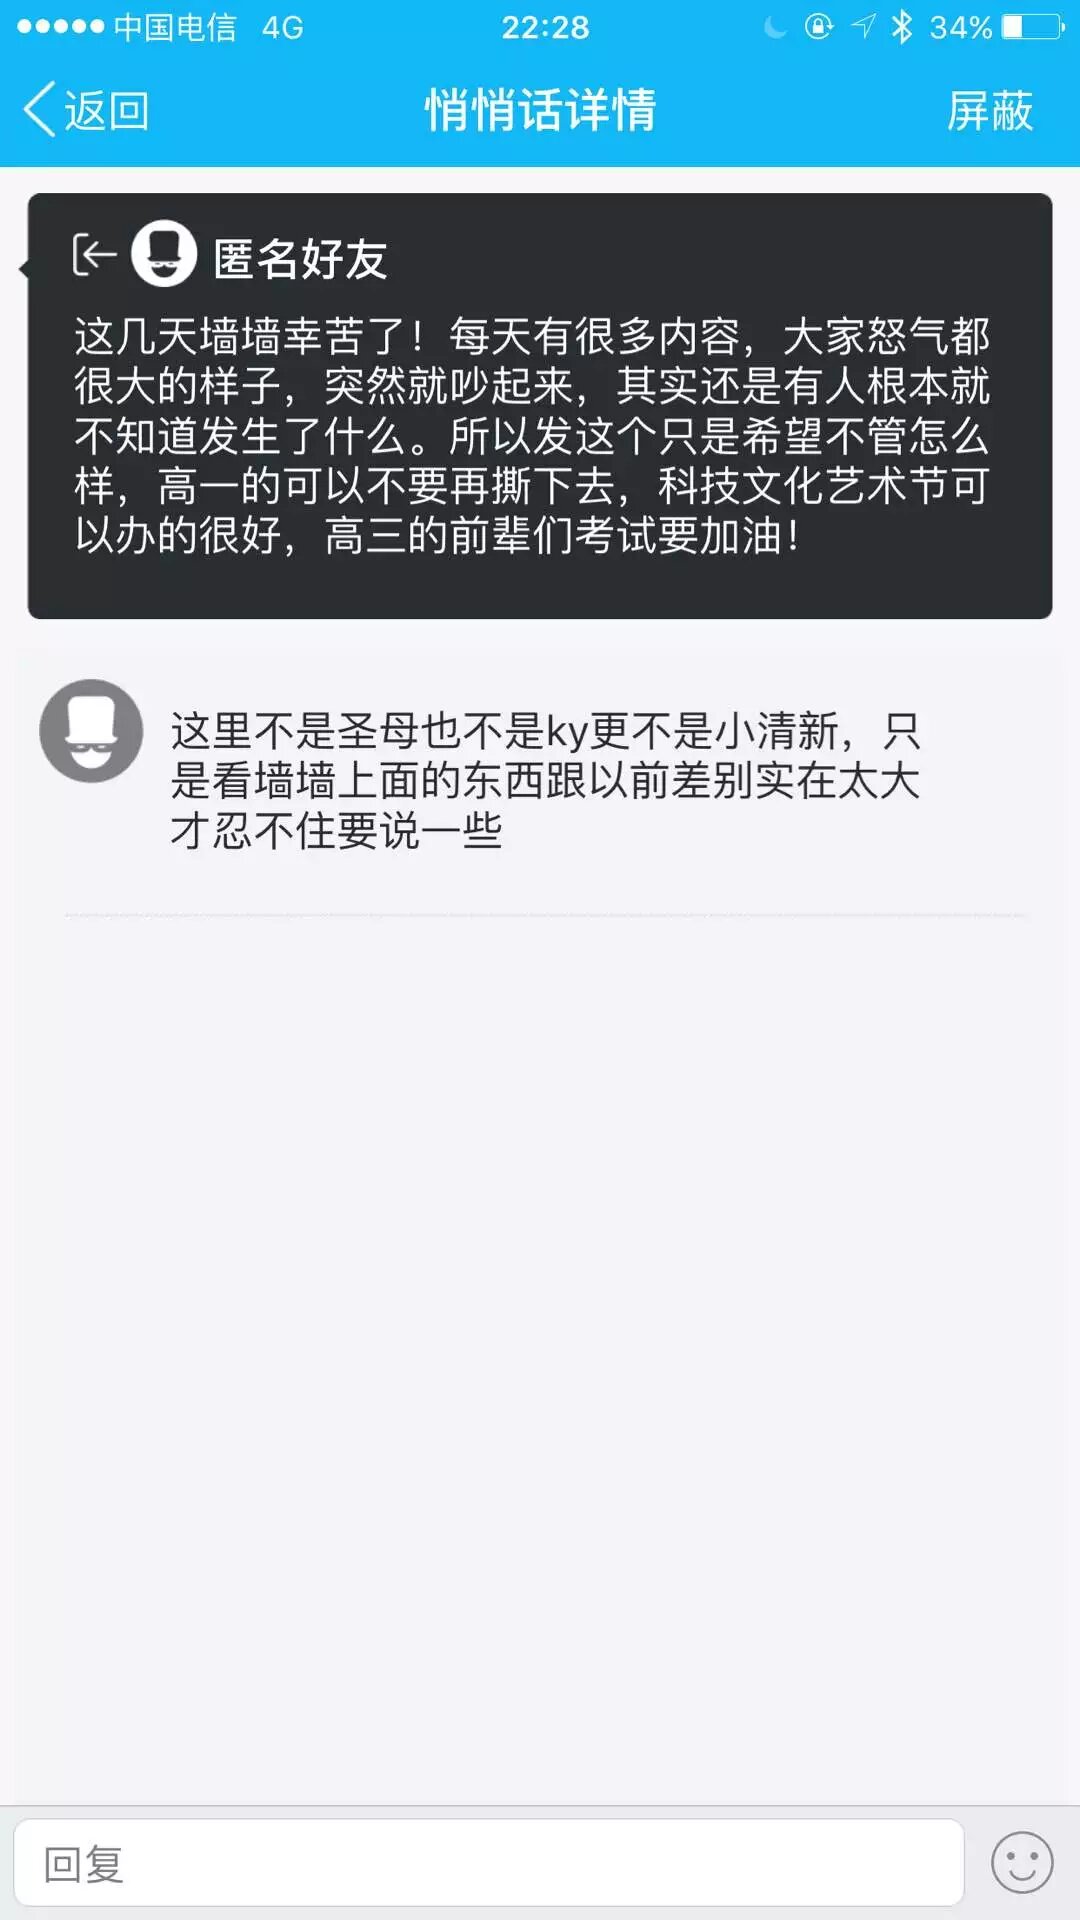 中国电信 4G 22:28 34%
返回 悄悄话详情 屏蔽
匿名好友
这几天墙墙幸苦了！每天有很多内容，大家怒气都
很大的样子，突然就吵起来，其实还是有人根本就
不知道发生了什么。所以发这个只是希望不管怎么
样，高一的可以不要再撕下去，科技文化艺术节可
以办的很好，高三的前辈们考试要加油！
这里不是圣母也不是ky更不是小清新，只
是看墙墙上面的东西跟以前差别实在太大
才忍不住要说一些
回复